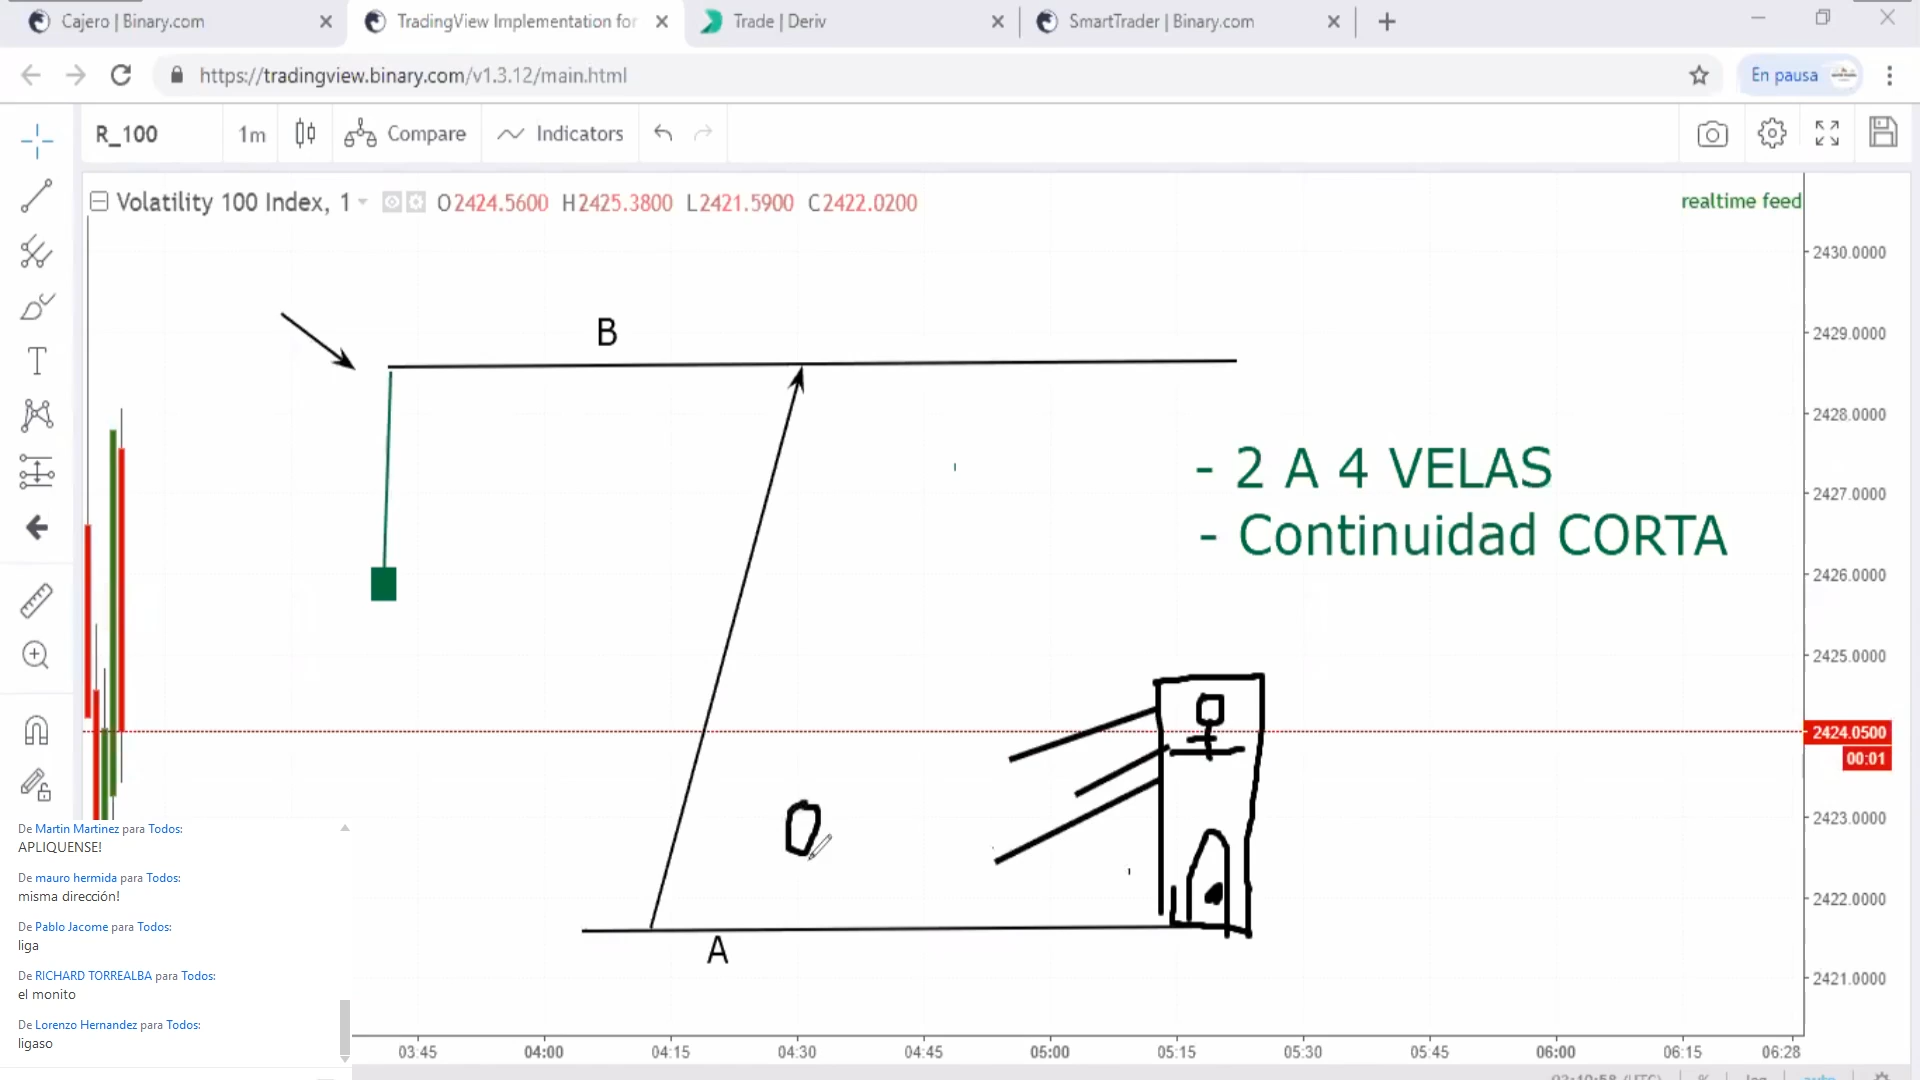 Cajero | Binary.com
TradingView Implementation for
Trade | Deriv
SmartTrader | Binary.com
https://tradingview.binary.com/v1.3.12/main.html
En pausa
R_100
1m
Compare
Indicators
Volatility 100 Index, 1
O2424.5600 H2425.3800 L2421.5900 C2422.0200
realtime feed
2430.0000
2429.0000
2428.0000
2427.0000
2426.0000
2425.0000
2424.0500
00:01
2423.0000
2422.0000
2421.0000
B
- 2 A 4 VELAS
- Continuidad CORTA
A
De Martin Martinez para Todos:
APLIQUENSE!
De mauro hermida para Todos:
misma dirección!
De Pablo Jacome para Todos:
liga
De RICHARD TORREALBA para Todos:
el monito
De Lorenzo Hernandez para Todos:
ligaso
03:45 04:00 04:15 04:30 04:45 05:00 05:15 05:30 05:45 06:00 06:15 06:28